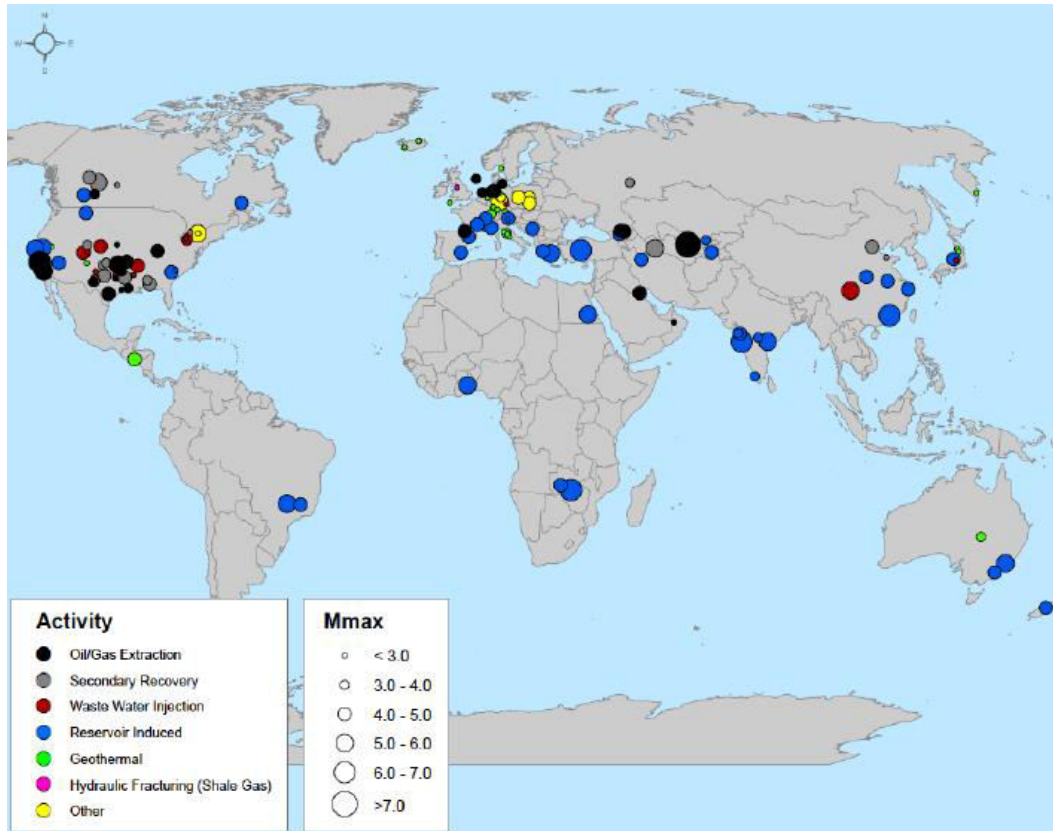 N
W E
S
Activity
Oil/Gas Extraction
Secondary Recovery
Waste Water Injection
Reservoir Induced
Geothermal
Hydraulic Fracturing (Shale Gas)
Other
Mmax
< 3.0
3.0 - 4.0
4.0 - 5.0
5.0 - 6.0
6.0 - 7.0
>7.0